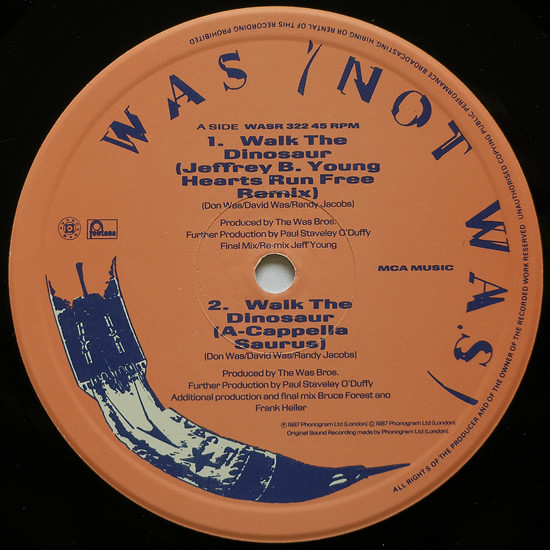 WAS (NOT WAS)
A SIDE WASR 322 45 RPM
1. Walk The
Dinosaur
(Jeffrey B. Young
Hearts Run Free
Remix)
(Don Was/David Was/Randy Jacobs)
Produced by The Was Bros.
Further Production by Paul Staveley O'Duffy
Final Mix/Re-mix Jeff Young
fontana
MCA MUSIC
2. Walk The
Dinosaur
(A-Cappella
Saurus)
(Don Was/David Was/Randy Jacobs)
Produced by The Was Bros.
Further Production by Paul Staveley O'Duffy
Additional production and final mix Bruce Forest ano
Frank Heller
℗ 1987 Phonogram Ltd (London) © 1987 Phonogram Ltd (London)
Original Sound Recording made by Phonogram Ltd (London).
ALL RIGHTS OF THE PRODUCER AND OF THE OWNER OF THE RECORDED WORK RESERVED UNAUTHORISED COPYING PUBLIC PERFORMANCE BROADCASTING HIRING OR RENTAL OF THIS RECORDING PROHIBITED